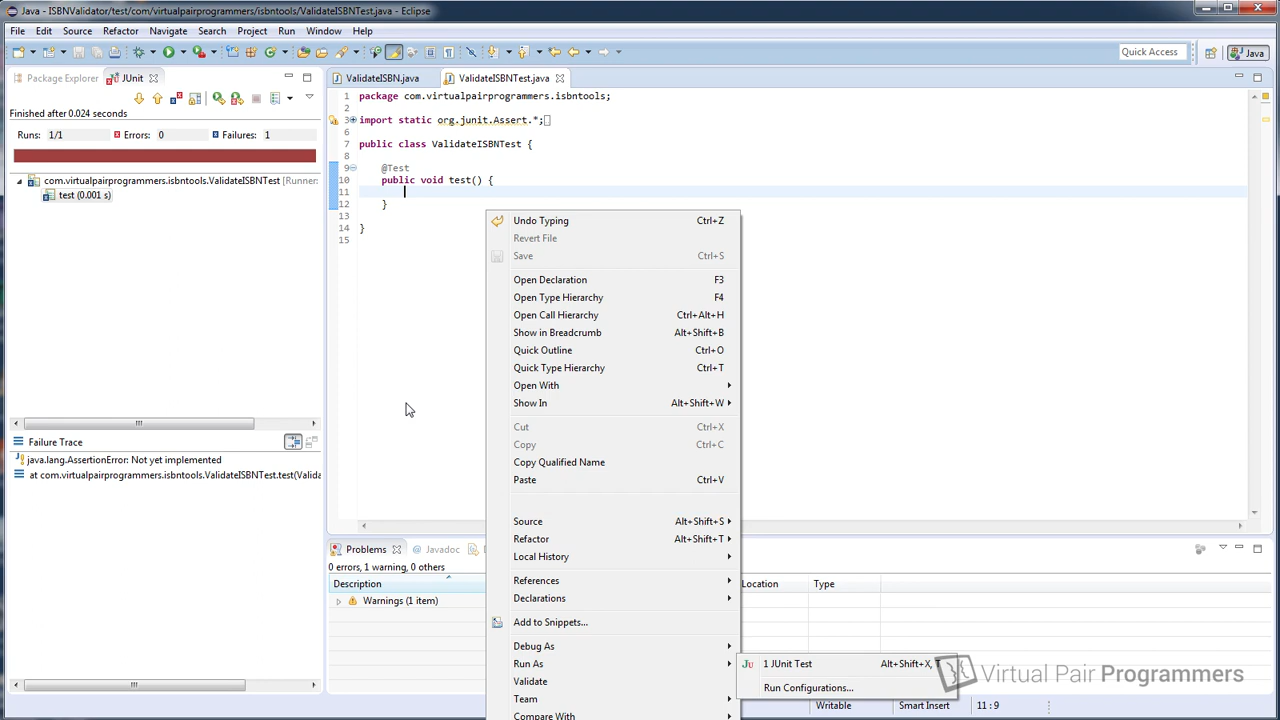 Java - ISBNValidator/test/com/virtualpairprogrammers/isbntools/ValidateISBNTest.java - Eclipse
File Edit Source Refactor Navigate Search Project Run Window Help
Quick Access Java
Package Explorer JUnit
Finished after 0.024 seconds
Runs: 1/1 Errors: 0 Failures: 1
com.virtualpairprogrammers.isbntools.ValidateISBNTest [Runner:
test (0.001 s)
Failure Trace
java.lang.AssertionError: Not yet implemented
at com.virtualpairprogrammers.isbntools.ValidateISBNTest.test(Valida
ValidateISBN.java ValidateISBNTest.java
1 package com.virtualpairprogrammers.isbntools;
2
3 import static org.junit.Assert.*;
6
7 public class ValidateISBNTest {
8
9 @Test
10 public void test() {
11
12 }
13
14 }
15
Undo Typing Ctrl+Z
Revert File
Save Ctrl+S
Open Declaration F3
Open Type Hierarchy F4
Open Call Hierarchy Ctrl+Alt+H
Show in Breadcrumb Alt+Shift+B
Quick Outline Ctrl+O
Quick Type Hierarchy Ctrl+T
Open With
Show In Alt+Shift+W
Cut Ctrl+X
Copy Ctrl+C
Copy Qualified Name
Paste Ctrl+V
Source Alt+Shift+S
Refactor Alt+Shift+T
Local History
References
Declarations
Add to Snippets...
Debug As
Run As
Validate
Team
Compare With
1 JUnit Test Alt+Shift+X,
Run Configurations...
Problems Javadoc
0 errors, 1 warning, 0 others
Description Location Type
Warnings (1 item)
Writable Smart Insert 11 : 9
Virtual Pair Programmers